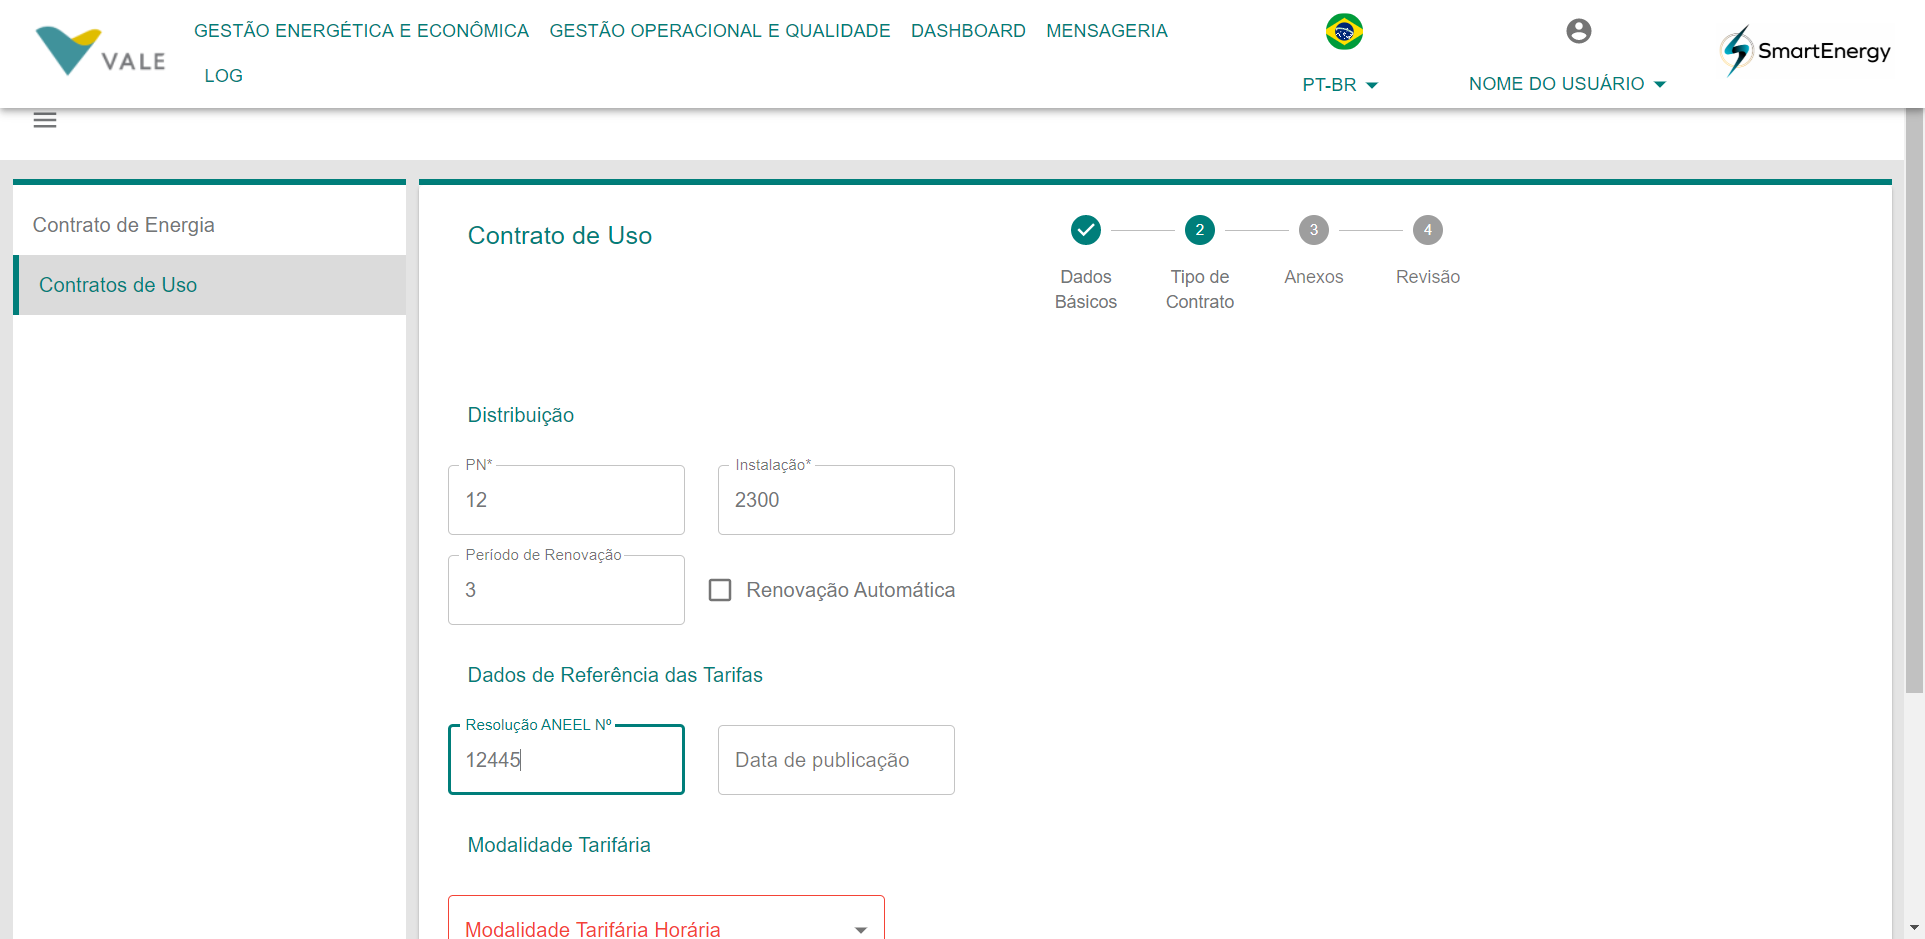 VALE
GESTÃO ENERGÉTICA E ECONÔMICA
GESTÃO OPERACIONAL E QUALIDADE
DASHBOARD
MENSAGERIA
LOG
PT-BR
NOME DO USUÁRIO
SmartEnergy
Contrato de Energia
Contratos de Uso
Contrato de Uso
2
3
4
Dados
Básicos
Tipo de
Contrato
Anexos
Revisão
Distribuição
PN*
12
Instalação*
2300
Período de Renovação
3
Renovação Automática
Dados de Referência das Tarifas
Resolução ANEEL Nº
12445
Data de publicação
Modalidade Tarifária
Modalidade Tarifária Horária